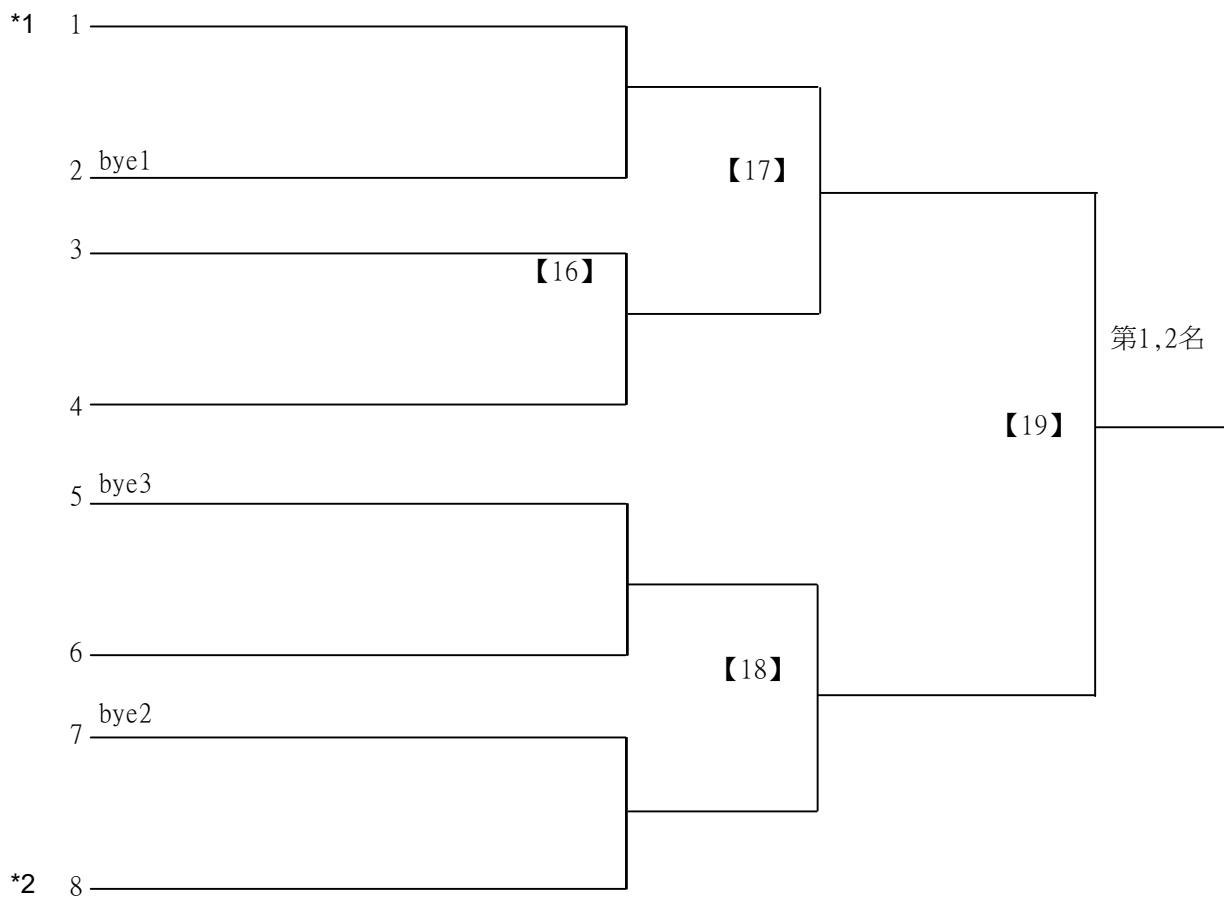 *1 1
2 bye1
【17】
3
【16】
第1,2名
4
【19】
5 bye3
6
【18】
7 bye2
*2 8